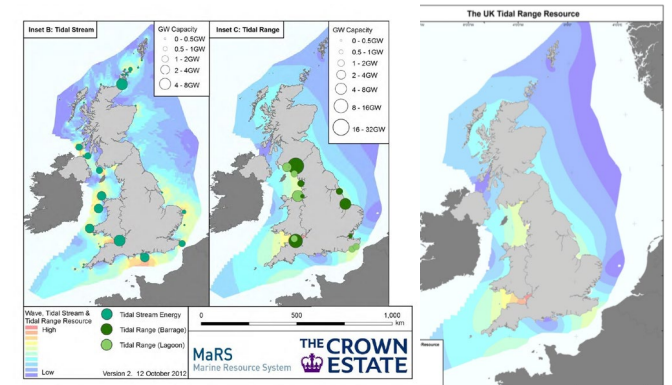 Inset B: Tidal Stream
GW Capacity
0 - 0.5GW
0.5 - 1GW
1 - 2GW
2 - 4GW
4 - 8GW
Inset C: Tidal Range
GW Capacity
0 - 0.5GW
0.5 - 1GW
1 - 2GW
2 - 4GW
4 - 8GW
8 - 16GW
16 - 32GW
Wave, Tidal Stream &
Tidal Range Resource
High
Low
Tidal Stream Energy
Tidal Range (Barrage)
Tidal Range (Lagoon)
Version 2. 12 October 2012
0 500 1,000
km
MaRS
Marine Resource System
THE CROWN
ESTATE
The UK Tidal Range Resource
Resource